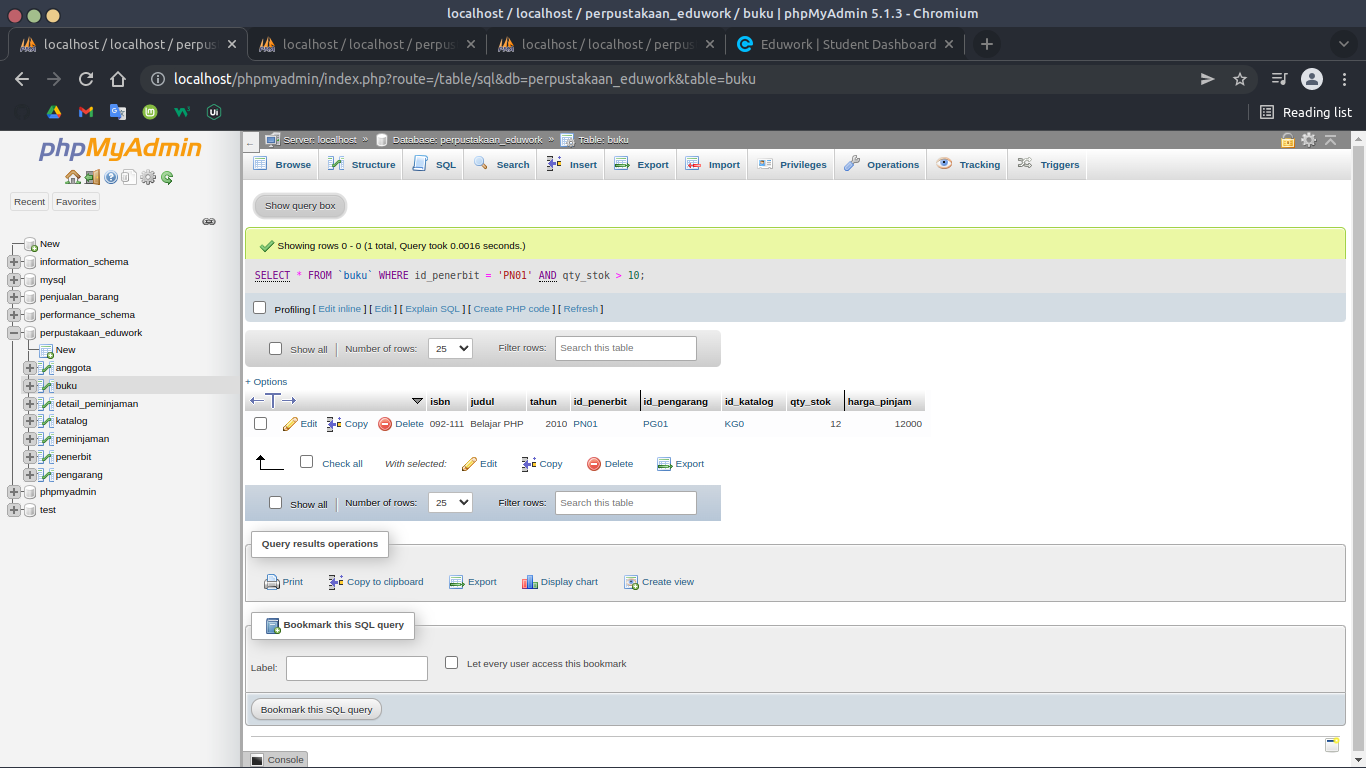 localhost / localhost / perpustakaan_eduwork / buku | phpMyAdmin 5.1.3 - Chromium
localhost / localhost / perpus
localhost / localhost / perpus
localhost / localhost / perpus
Eduwork | Student Dashboard
localhost/phpmyadmin/index.php?route=/table/sql&db=perpustakaan_eduwork&table=buku
Reading list
phpMyAdmin
Recent
Favorites
New
information_schema
mysql
penjualan_barang
performance_schema
perpustakaan_eduwork
New
anggota
buku
detail_peminjaman
katalog
peminjaman
penerbit
pengarang
phpmyadmin
test
Server: localhost » Database: perpustakaan_eduwork » Table: buku
Browse Structure SQL Search Insert Export Import Privileges Operations Tracking Triggers
Show query box
Showing rows 0 - 0 (1 total, Query took 0.0016 seconds.)
SELECT * FROM `buku` WHERE id_penerbit = 'PN01' AND qty_stok > 10;
Profiling [ Edit inline ] [ Edit ] [ Explain SQL ] [ Create PHP code ] [ Refresh ]
Show all | Number of rows: 25 Filter rows: Search this table
+ Options
isbn judul tahun id_penerbit id_pengarang id_katalog qty_stok harga_pinjam
Edit Copy Delete 092-111 Belajar PHP 2010 PN01 PG01 KG0 12 12000
Check all With selected: Edit Copy Delete Export
Show all | Number of rows: 25 Filter rows: Search this table
Query results operations
Print Copy to clipboard Export Display chart Create view
Bookmark this SQL query
Label: Let every user access this bookmark
Bookmark this SQL query
Console